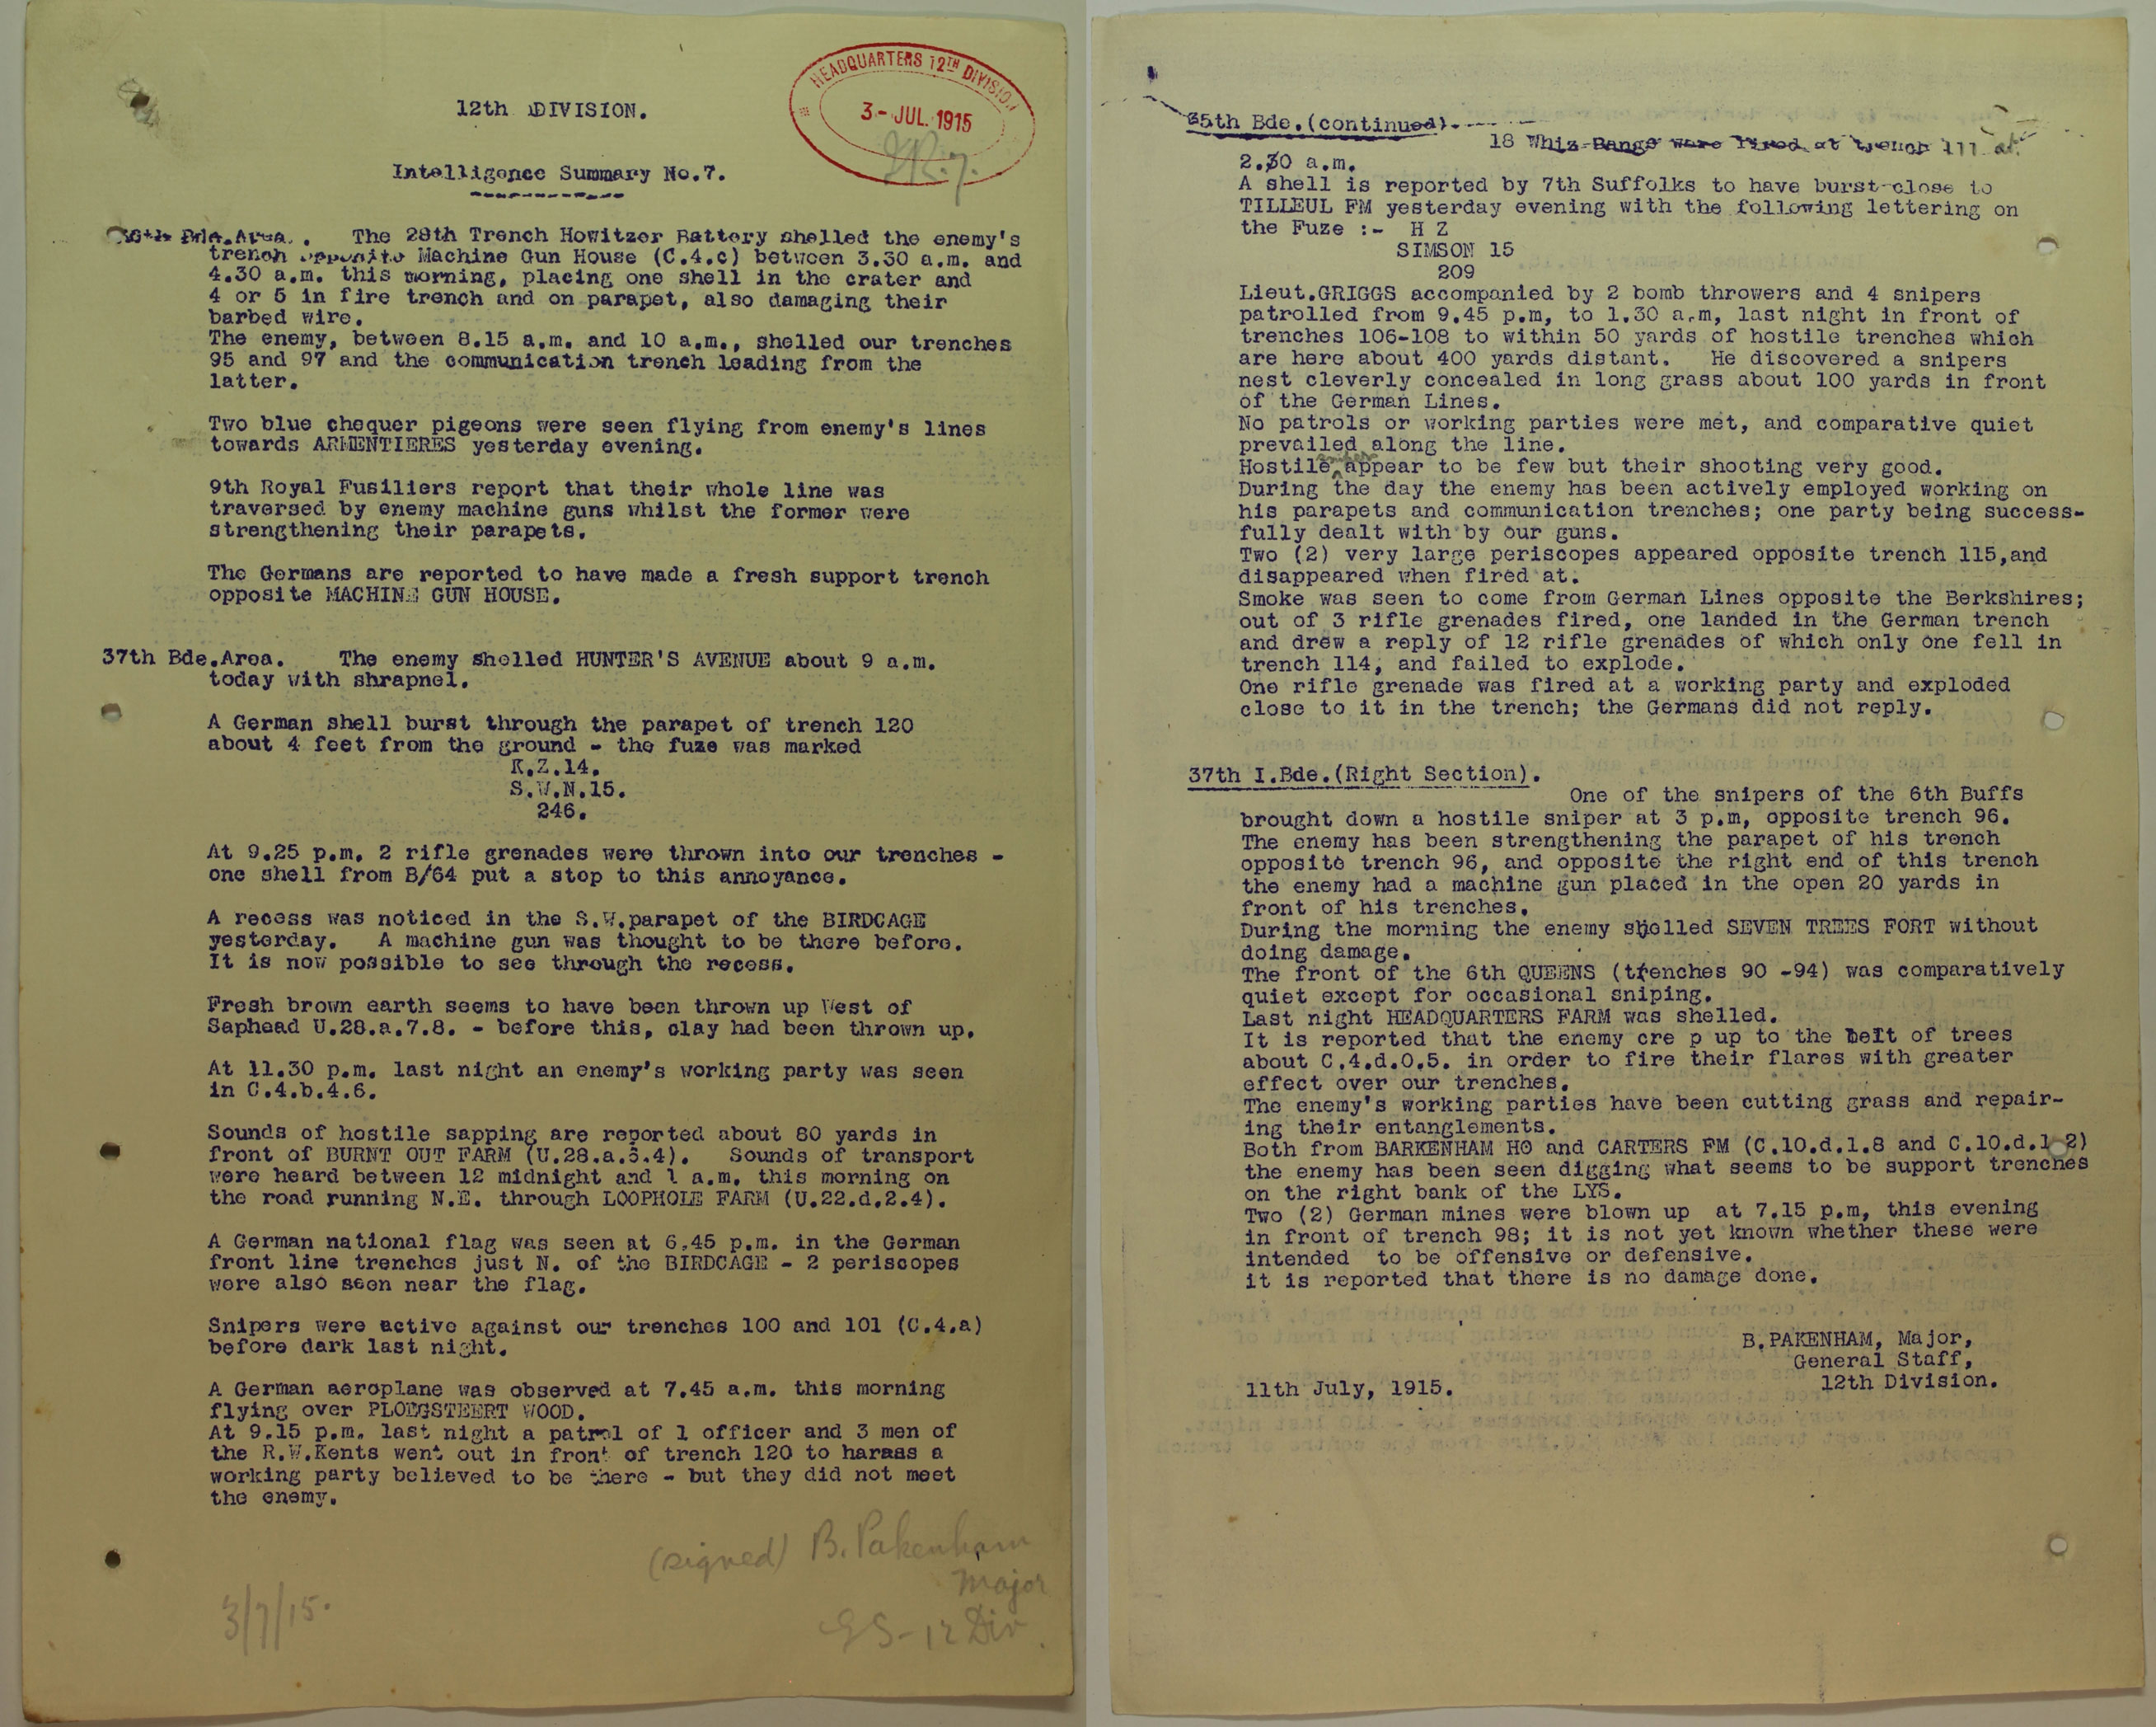 12th DIVISION.
HEADQUARTERS 12TH DIVISION
3- JUL. 1915
Intelligence Summary No.7.
36th Bde.Area. The 28th Trench Howitzer Battery shelled the enemy's
trench opposite Machine Gun House (C.4.c) between 3.30 a.m. and
4.30 a.m. this morning, placing one shell in the crater and
4 or 5 in fire trench and on parapet, also damaging their
barbed wire.
The enemy, between 8.15 a.m. and 10 a.m., shelled our trenches
95 and 97 and the communication trench leading from the
latter.
Two blue chequer pigeons were seen flying from enemy's lines
towards ARMENTIERES yesterday evening.
9th Royal Fusiliers report that their whole line was
traversed by enemy machine guns whilst the former were
strengthening their parapets.
The Germans are reported to have made a fresh support trench
opposite MACHINE GUN HOUSE.
37th Bde.Area. The enemy shelled HUNTER'S AVENUE about 9 a.m.
today with shrapnel.
A German shell burst through the parapet of trench 120
about 4 feet from the ground - the fuze was marked
K.Z.14.
S.W.N.15.
246.
At 9.25 p.m. 2 rifle grenades were thrown into our trenches -
one shell from B/64 put a stop to this annoyance.
A recess was noticed in the S.W.parapet of the BIRDCAGE
yesterday. A machine gun was thought to be there before.
It is now possible to see through the recess.
Fresh brown earth seems to have been thrown up West of
Saphead U.28.a.7.8. - before this, clay had been thrown up.
At 11.30 p.m. last night an enemy's working party was seen
in C.4.b.4.6.
Sounds of hostile sapping are reported about 80 yards in
front of BURNT OUT FARM (U.28.a.3.4). Sounds of transport
were heard between 12 midnight and 1 a.m. this morning on
the road running N.E. through LOOPHOLE FARM (U.22.d.2.4).
A German national flag was seen at 6.45 p.m. in the German
front line trenches just N. of the BIRDCAGE - 2 periscopes
were also seen near the flag.
Snipers were active against our trenches 100 and 101 (C.4.a)
before dark last night.
A German aeroplane was observed at 7.45 a.m. this morning
flying over PLOEGSTEERT WOOD.
At 9.15 p.m. last night a patrol of 1 officer and 3 men of
the R.W.Kents went out in front of trench 120 to harass a
working party believed to be there - but they did not meet
the enemy.
(signed) B. Pakenham
Major
GS-12 Div.
3/7/15.
35th Bde.(continued).
18 Whiz-Bangs were fired at trench 111 at
2.30 a.m.
A shell is reported by 7th Suffolks to have burst close to
TILLEUL FM yesterday evening with the following lettering on
the Fuze :- H Z
SIMSON 15
209
Lieut.GRIGGS accompanied by 2 bomb throwers and 4 snipers
patrolled from 9.45 p.m, to 1.30 a.m, last night in front of
trenches 106-108 to within 50 yards of hostile trenches which
are here about 400 yards distant. He discovered a snipers
nest cleverly concealed in long grass about 100 yards in front
of the German Lines.
No patrols or working parties were met, and comparative quiet
prevailed along the line.
Hostile snipers appear to be few but their shooting very good.
During the day the enemy has been actively employed working on
his parapets and communication trenches; one party being success-
fully dealt with by our guns.
Two (2) very large periscopes appeared opposite trench 115,and
disappeared when fired at.
Smoke was seen to come from German Lines opposite the Berkshires;
out of 3 rifle grenades fired, one landed in the German trench
and drew a reply of 12 rifle grenades of which only one fell in
trench 114, and failed to explode.
One rifle grenade was fired at a working party and exploded
close to it in the trench; the Germans did not reply.
37th I.Bde.(Right Section).
One of the snipers of the 6th Buffs
brought down a hostile sniper at 3 p.m, opposite trench 96.
The enemy has been strengthening the parapet of his trench
opposite trench 96, and opposite the right end of this trench
the enemy had a machine gun placed in the open 20 yards in
front of his trenches.
During the morning the enemy shelled SEVEN TREES FORT without
doing damage.
The front of the 6th QUEENS (trenches 90 -94) was comparatively
quiet except for occasional sniping.
Last night HEADQUARTERS FARM was shelled.
It is reported that the enemy cre p up to the belt of trees
about C.4.d.0.5. in order to fire their flares with greater
effect over our trenches.
The enemy's working parties have been cutting grass and repair-
ing their entanglements.
Both from BARKENHAM HO and CARTERS FM (C.10.d.1.8 and C.10.d.1 2)
the enemy has been seen digging what seems to be support trenches
on the right bank of the LYS.
Two (2) German mines were blown up at 7.15 p.m, this evening
in front of trench 98; it is not yet known whether these were
intended to be offensive or defensive.
it is reported that there is no damage done.
B.PAKENHAM, Major,
General Staff,
12th Division.
11th July, 1915.